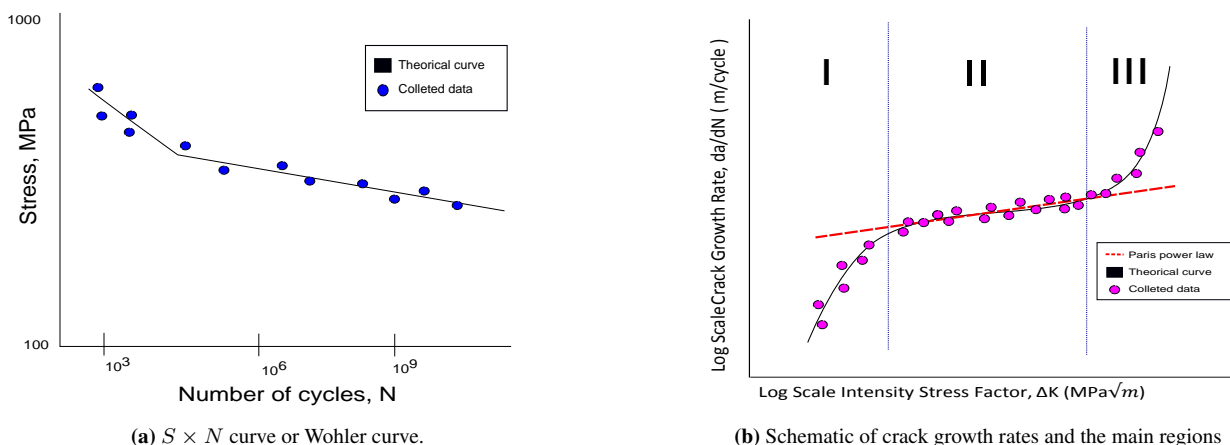 1000
Stress, MPa
100
Theorical curve
Colleted data
10³
10⁶
10⁹
Number of cycles, N
(a) S × N curve or Wohler curve.
Log Scale Crack Growth Rate, da/dN ( m/cycle )
I
II
III
Paris power law
Theorical curve
Colleted data
Log Scale Intensity Stress Factor, ΔK (MPa√m)
(b) Schematic of crack growth rates and the main regions